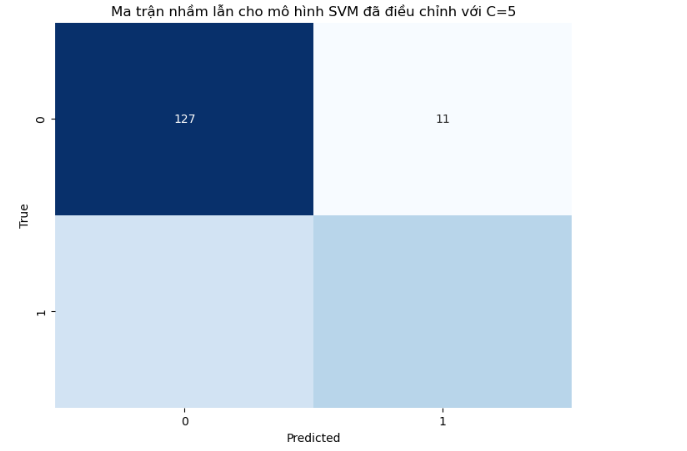 Ma trận nhầm lẫn cho mô hình SVM đã điều chỉnh với C=5
0
127
11
True
1
0
1
Predicted